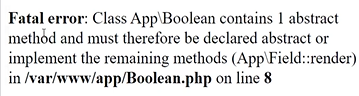 Fatal error: Class App\Boolean contains 1 abstract
method and must therefore be declared abstract or
implement the remaining methods (App\Field::render)
in /var/www/app/Boolean.php on line 8